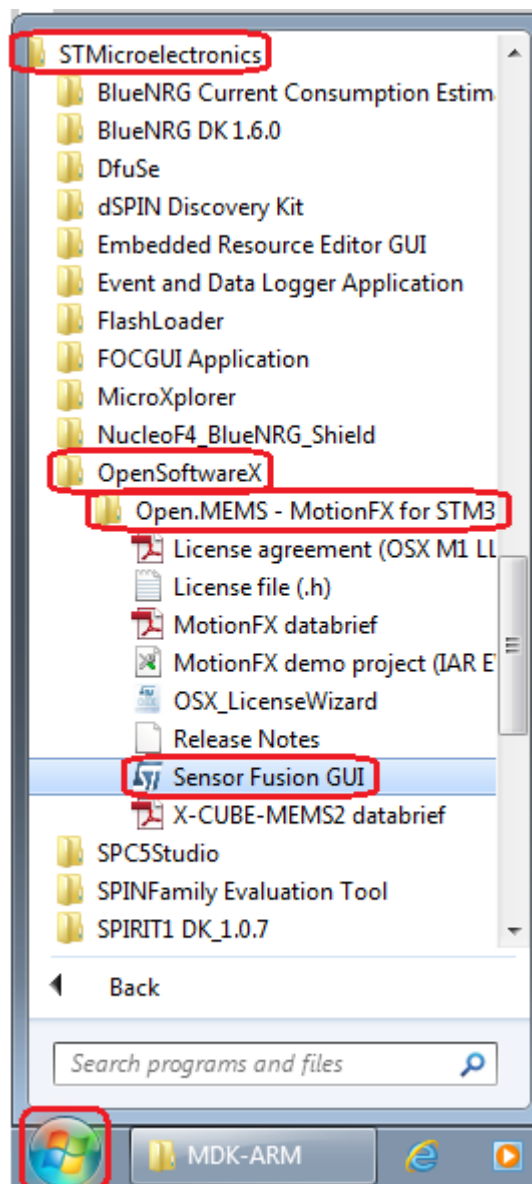 STMicroelectronics
BlueNRG Current Consumption Estim
BlueNRG DK 1.6.0
DfuSe
dSPIN Discovery Kit
Embedded Resource Editor GUI
Event and Data Logger Application
FlashLoader
FOCGUI Application
MicroXplorer
NucleoF4_BlueNRG_Shield
OpenSoftwareX
Open.MEMS - MotionFX for STM3
License agreement (OSX M1 LL
License file (.h)
MotionFX databrief
MotionFX demo project (IAR E
OSX_LicenseWizard
Release Notes
Sensor Fusion GUI
X-CUBE-MEMS2 databrief
SPC5Studio
SPINFamily Evaluation Tool
SPIRIT1 DK_1.0.7
Back
Search programs and files
MDK-ARM